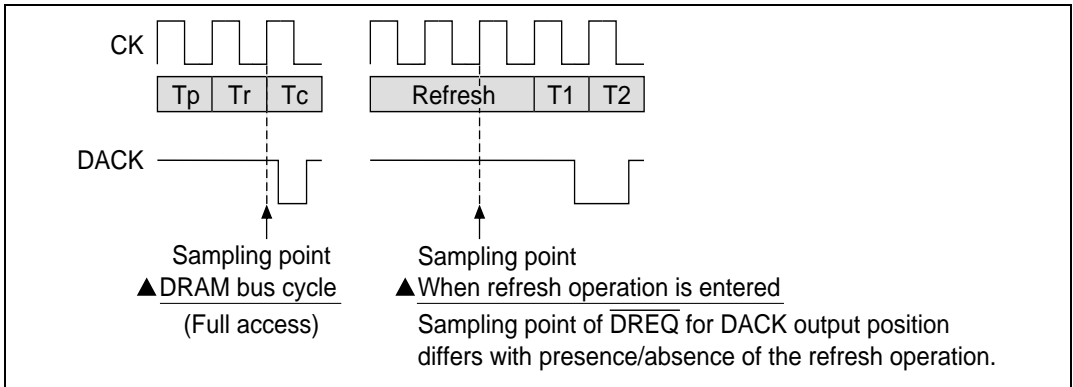 CK
Tp Tr Tc Refresh T1 T2
DACK
Sampling point Sampling point
▲DRAM bus cycle ▲When refresh operation is entered
(Full access) Sampling point of D̅R̅E̅Q̅ for DACK output position
differs with presence/absence of the refresh operation.